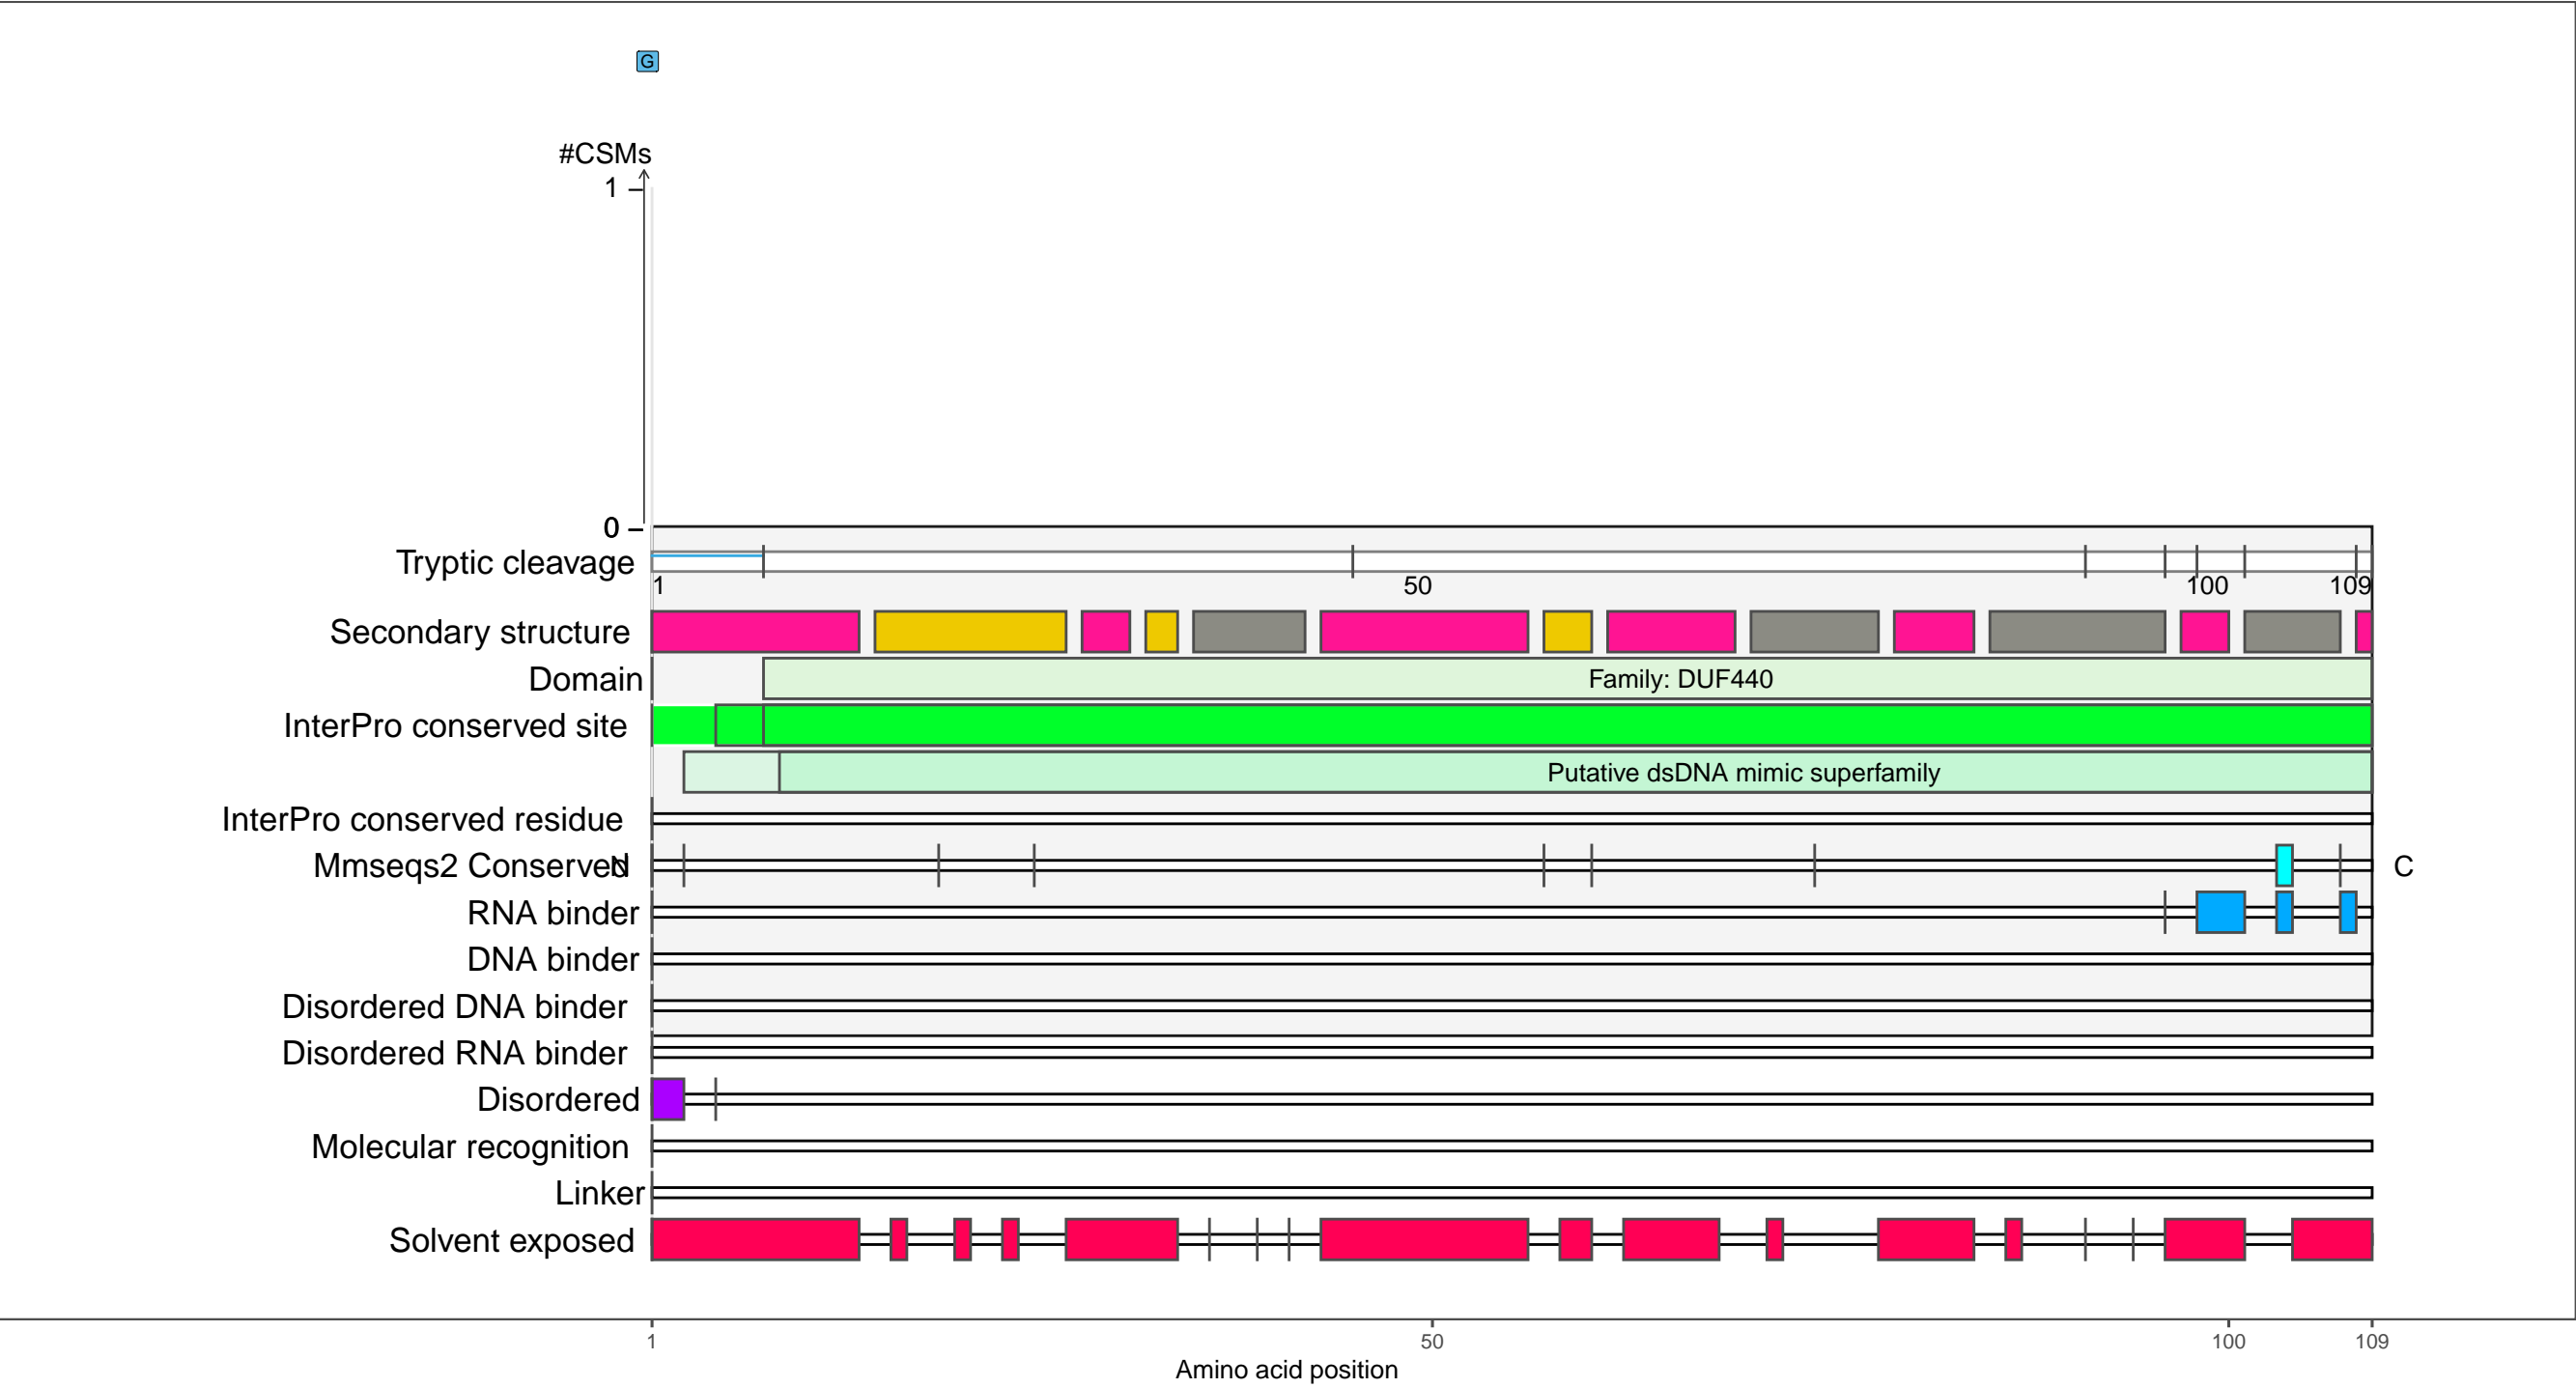 G
#CSMs
1
0
Tryptic cleavage
1 50 100 109
Secondary structure
Domain Family: DUF440
InterPro conserved site
Putative dsDNA mimic superfamily
InterPro conserved residue
Mmseqs2 Conserved N C
RNA binder
DNA binder
Disordered DNA binder
Disordered RNA binder
Disordered
Molecular recognition
Linker
Solvent exposed
1 50 100 109
Amino acid position